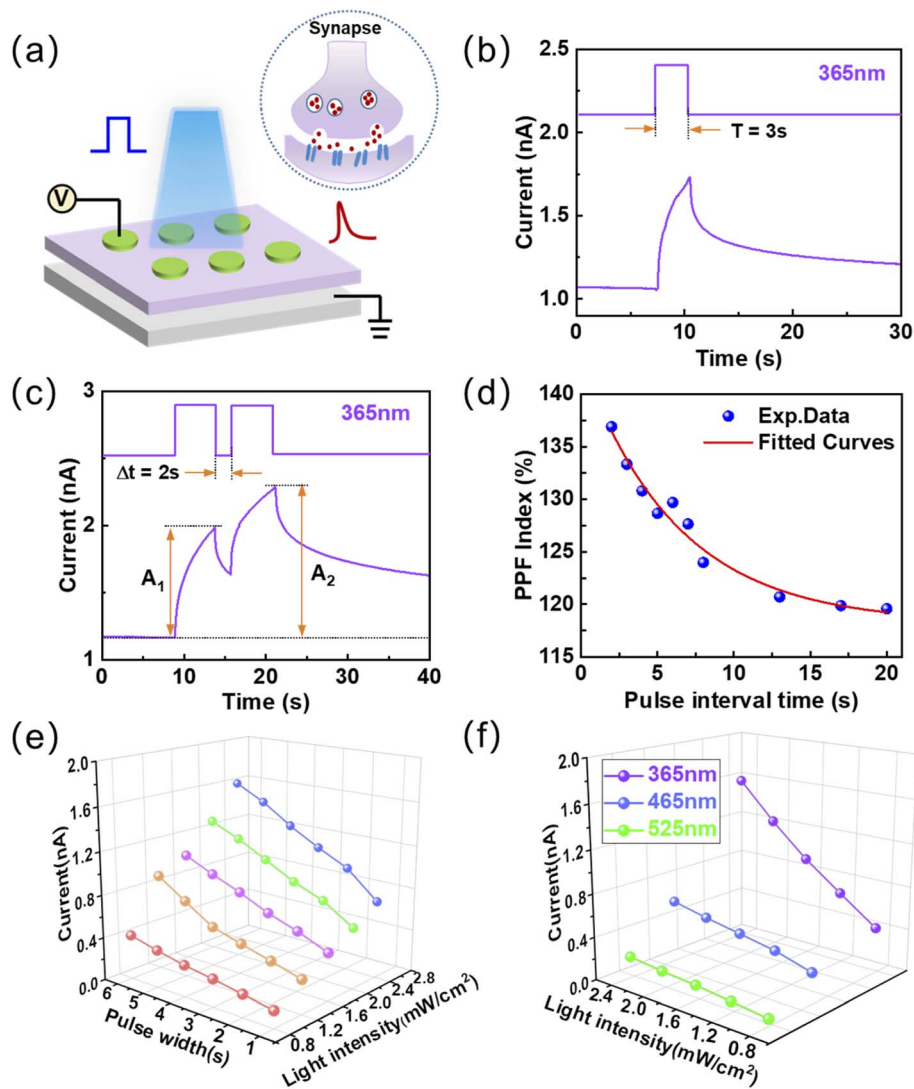 (a)
Synapse
V
(b)
2.5
2.0
1.5
1.0
Current (nA)
365nm
T = 3s
0
10
20
30
Time (s)
(c)
3
2
1
Current (nA)
365nm
Δt = 2s
A1
A2
0
10
20
30
40
Time (s)
(d)
140
135
130
125
120
115
PPF Index (%)
Exp.Data
Fitted Curves
0
5
10
15
20
Pulse interval time (s)
(e)
2.0
1.6
1.2
0.8
0.4
0.0
Current(nA)
6
5
4
3
2
1
Pulse width(s)
0.8
1.2
1.6
2.0
2.4
2.8
Light intensity(mW/cm²)
(f)
2.0
1.6
1.2
0.8
0.4
0.0
Current(nA)
365nm
465nm
525nm
2.4
2.0
1.6
1.2
0.8
Light intensity(mW/cm²)